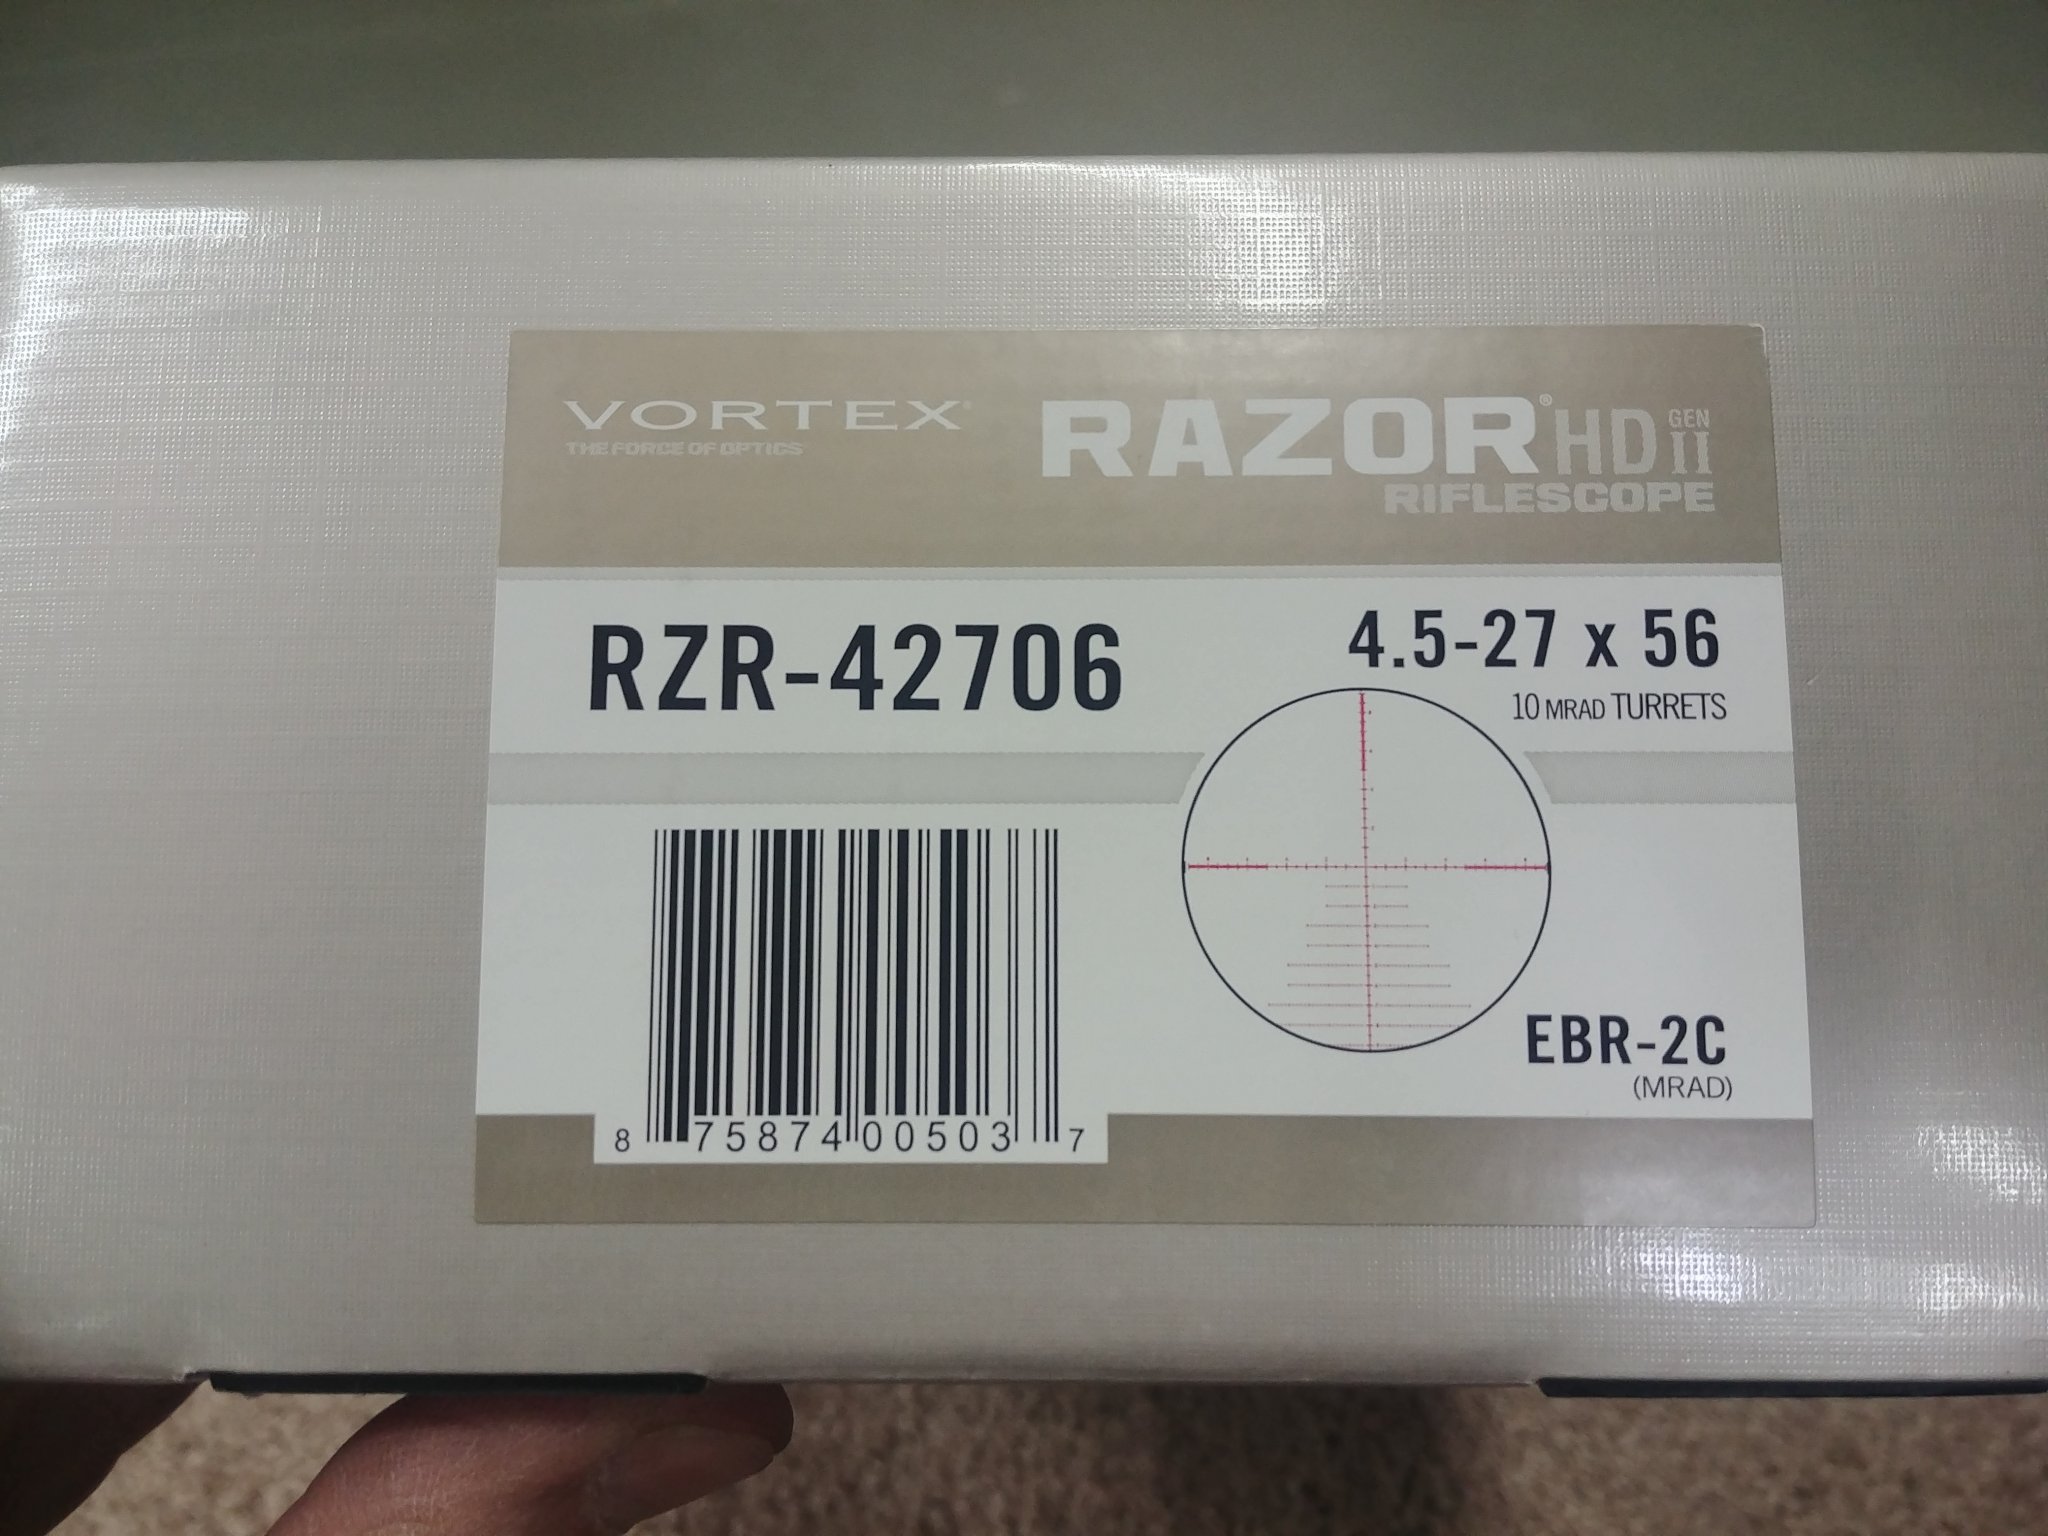 VORTEX®
THE FORCE OF OPTICS
RAZOR® HD GEN II
RIFLESCOPE
RZR-42706
4.5-27 x 56
10 MRAD TURRETS
EBR-2C
(MRAD)
8 75874 00503 7